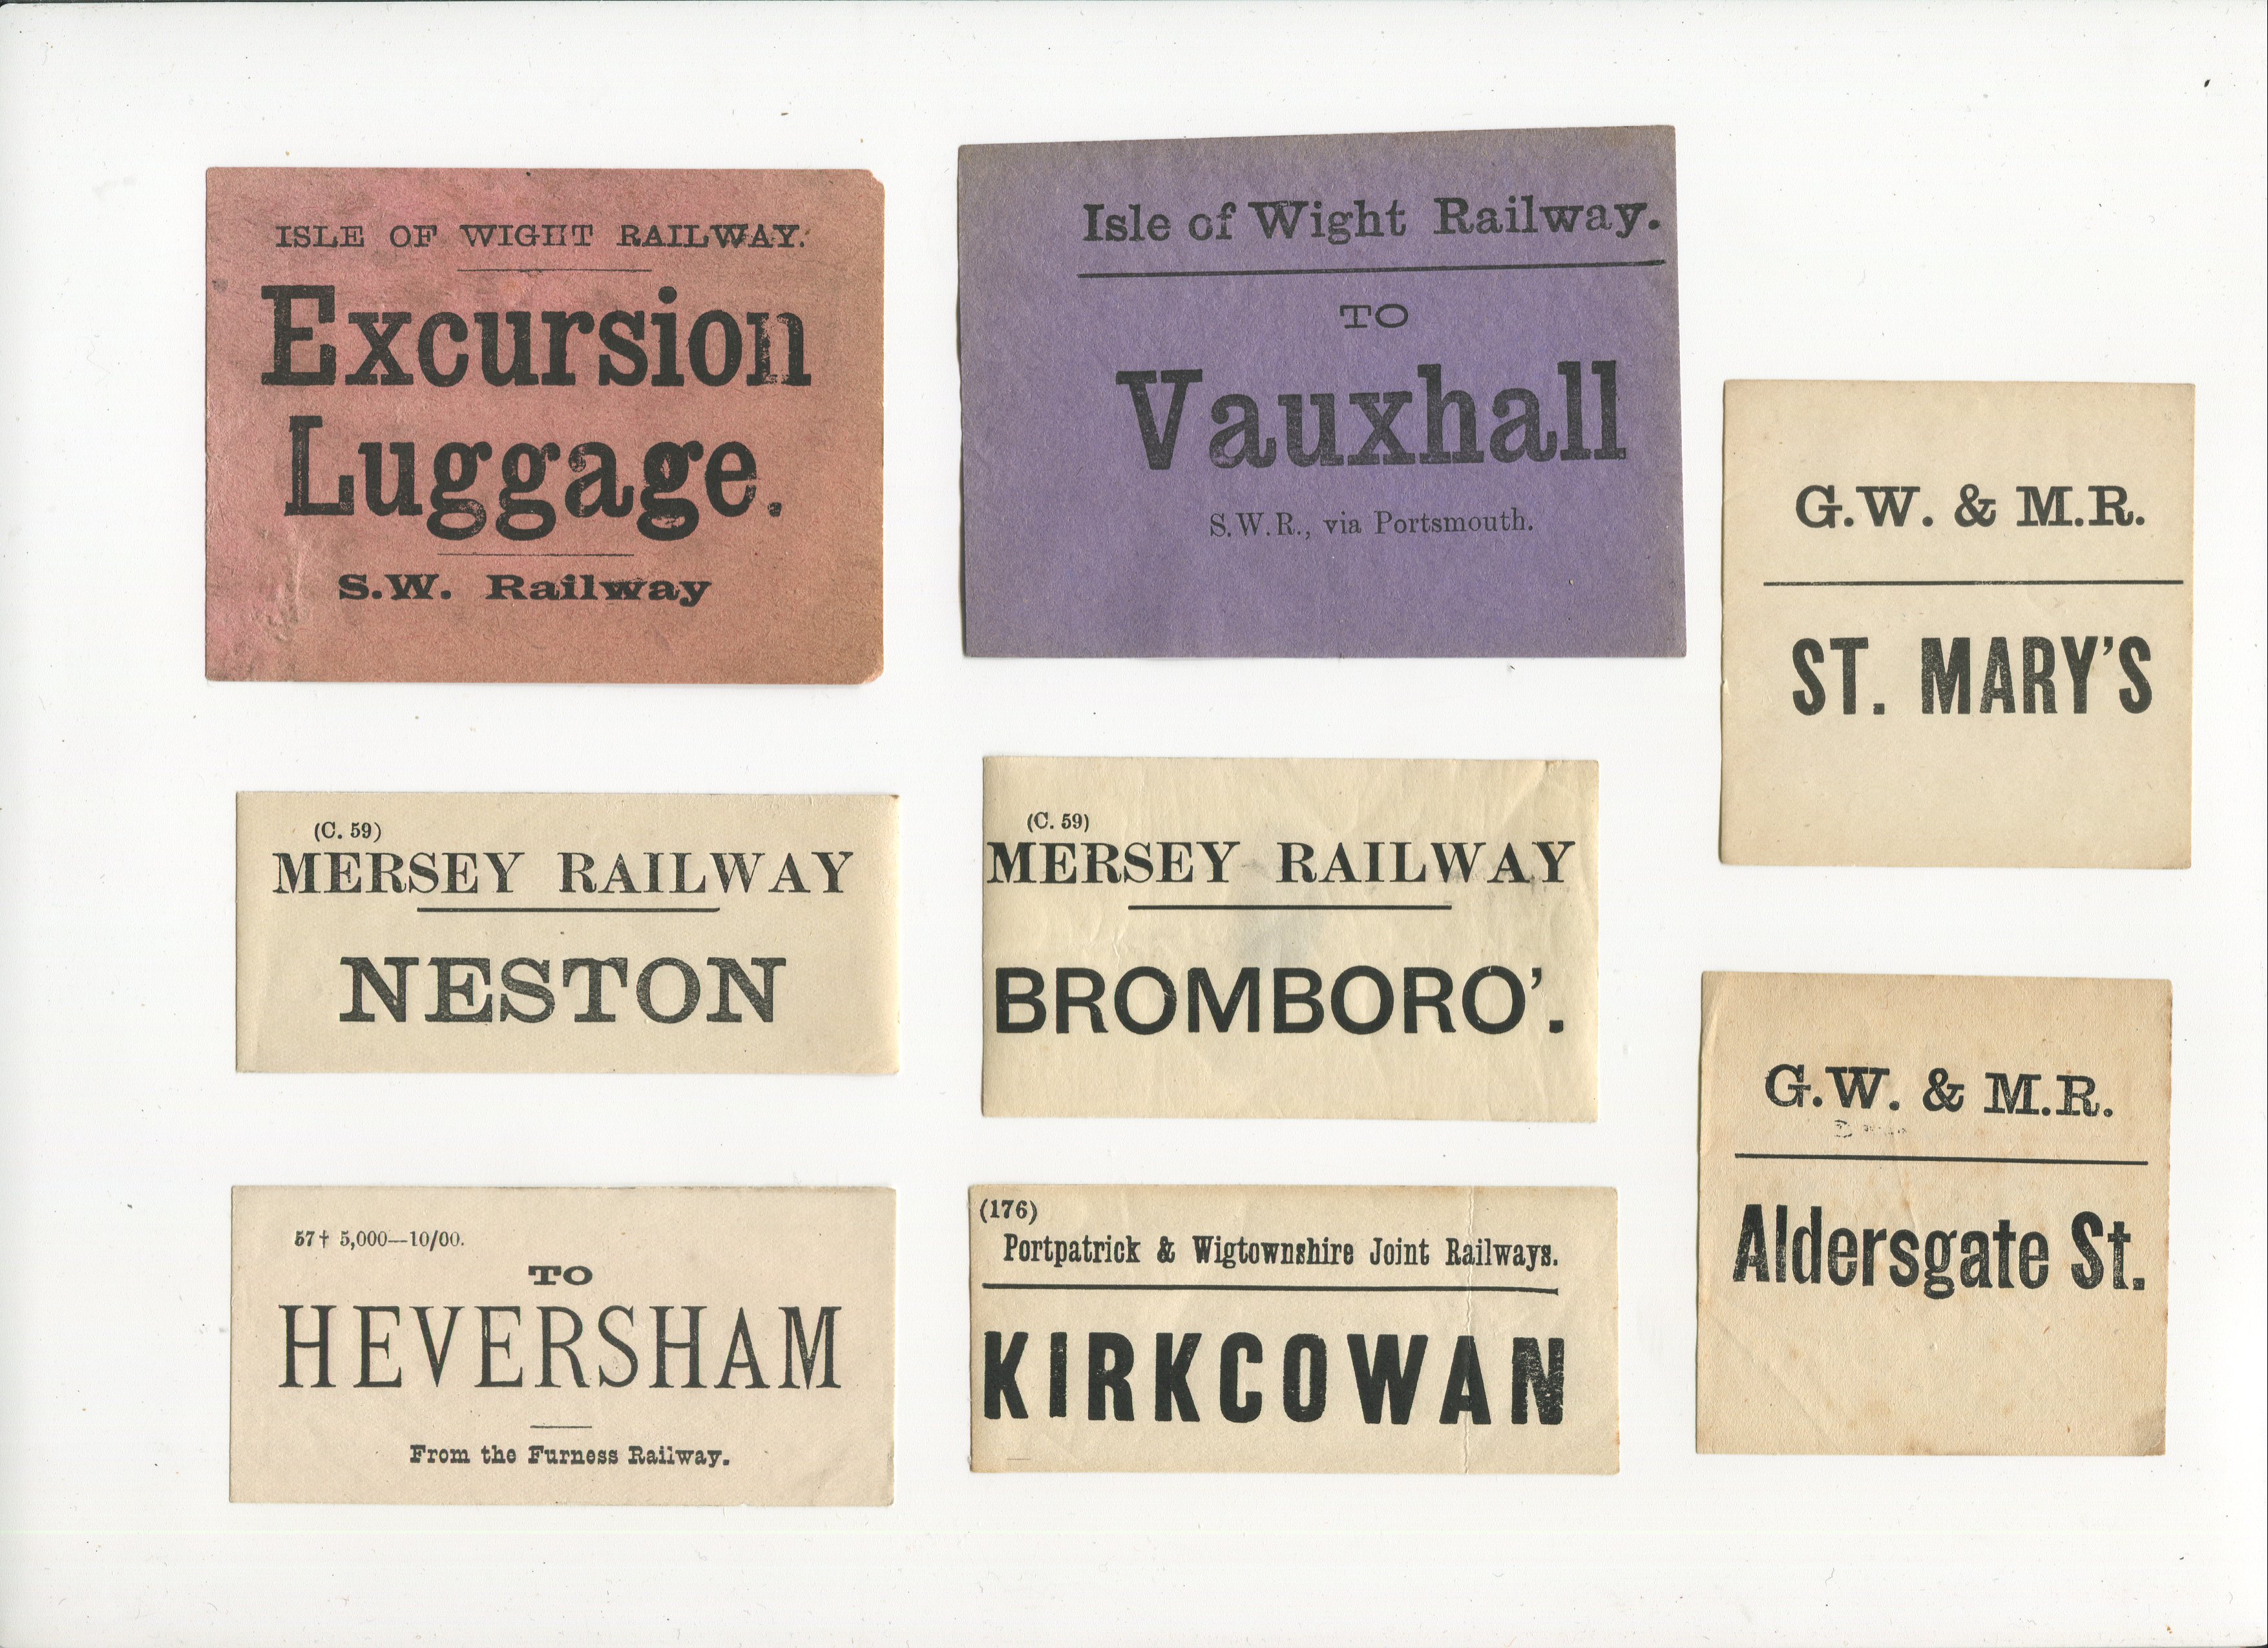 ISLE OF WIGHT RAILWAY.
Excursion
Luggage.
S.W. Railway
Isle of Wight Railway.
TO
Vauxhall
S.W.R., via Portsmouth.
G.W. & M.R.
ST. MARY'S
(C. 59)
MERSEY RAILWAY
NESTON
(C. 59)
MERSEY RAILWAY
BROMBORO'.
G.W. & M.R.
Aldersgate St.
57† 5,000—10/00.
TO
HEVERSHAM
From the Furness Railway.
(176)
Portpatrick & Wigtownshire Joint Railways.
KIRKCOWAN